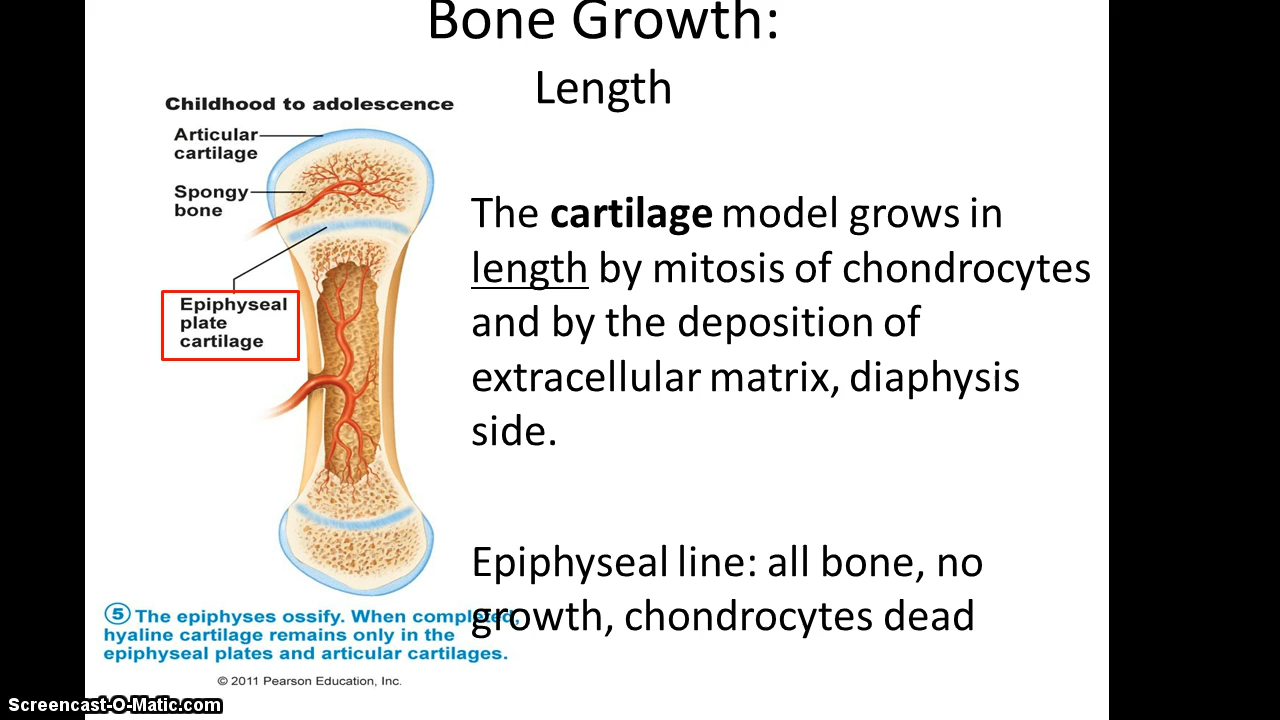 Bone Growth:
Length
Childhood to adolescence
Articular
cartilage
Spongy
bone
Epiphyseal
plate
cartilage
The cartilage model grows in
length by mitosis of chondrocytes
and by the deposition of
extracellular matrix, diaphysis
side.
Epiphyseal line: all bone, no
growth, chondrocytes dead
5 The epiphyses ossify. When completed,
hyaline cartilage remains only in the
epiphyseal plates and articular cartilages.
© 2011 Pearson Education, Inc.
Screencast-O-Matic.com